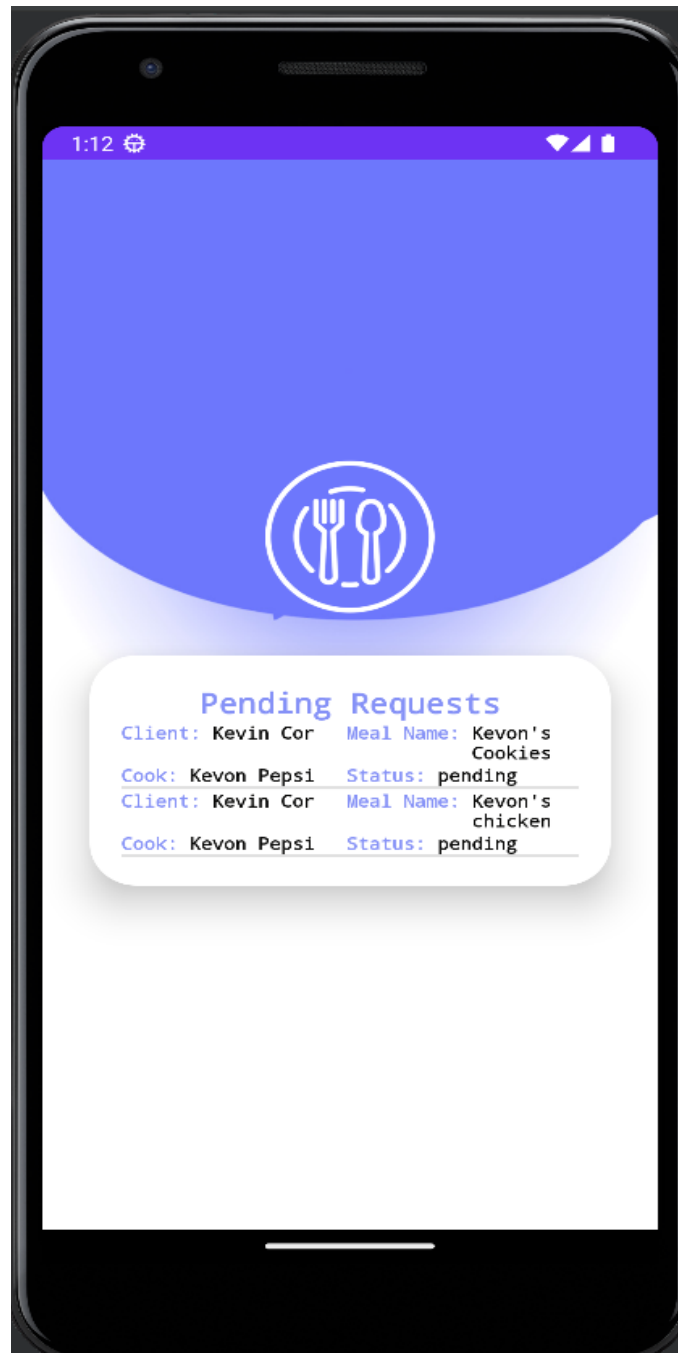 1:12
Pending Requests
Client: Kevin Cor Meal Name: Kevon's
Cookies
Cook: Kevon Pepsi Status: pending
Client: Kevin Cor Meal Name: Kevon's
chicken
Cook: Kevon Pepsi Status: pending